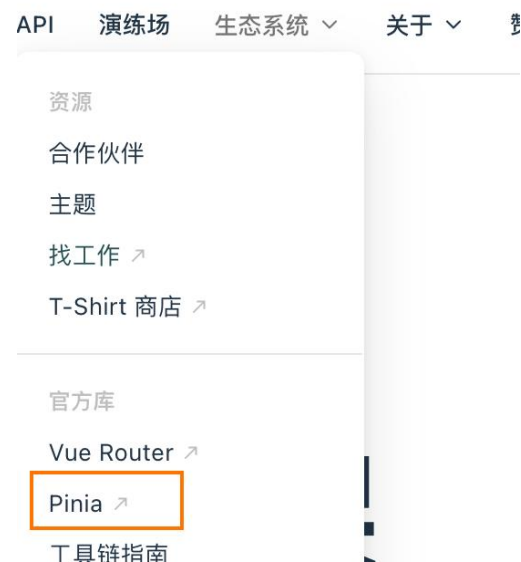 API 演练场 生态系统 关于
资源
合作伙伴
主题
找工作
T-Shirt 商店
官方库
Vue Router
Pinia
工具链指南